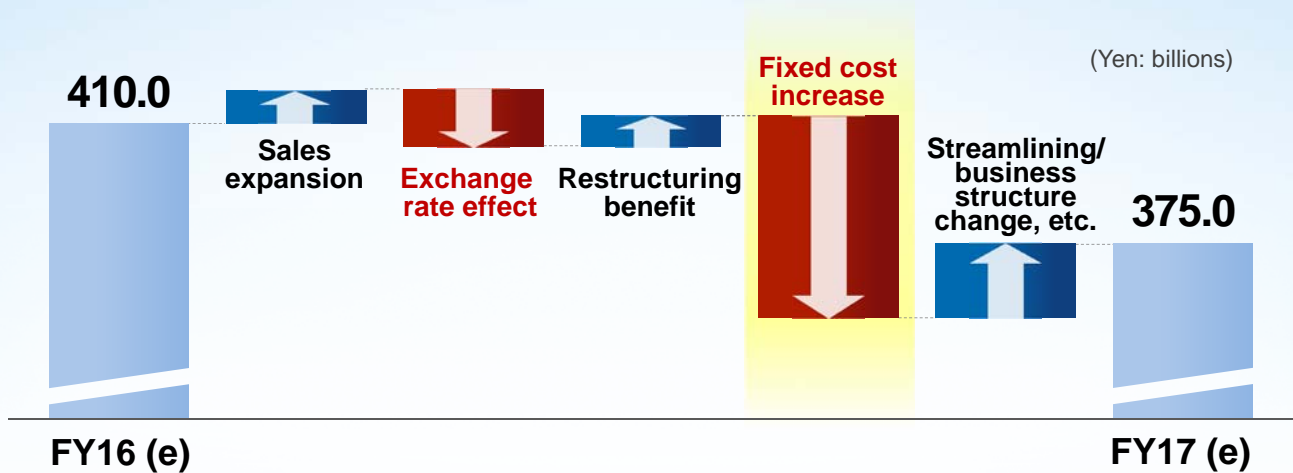 (Yen: billions)
410.0
Sales
expansion
Exchange
rate effect
Restructuring
benefit
Fixed cost
increase
Streamlining/
business
structure
change, etc.
375.0
FY16 (e)
FY17 (e)